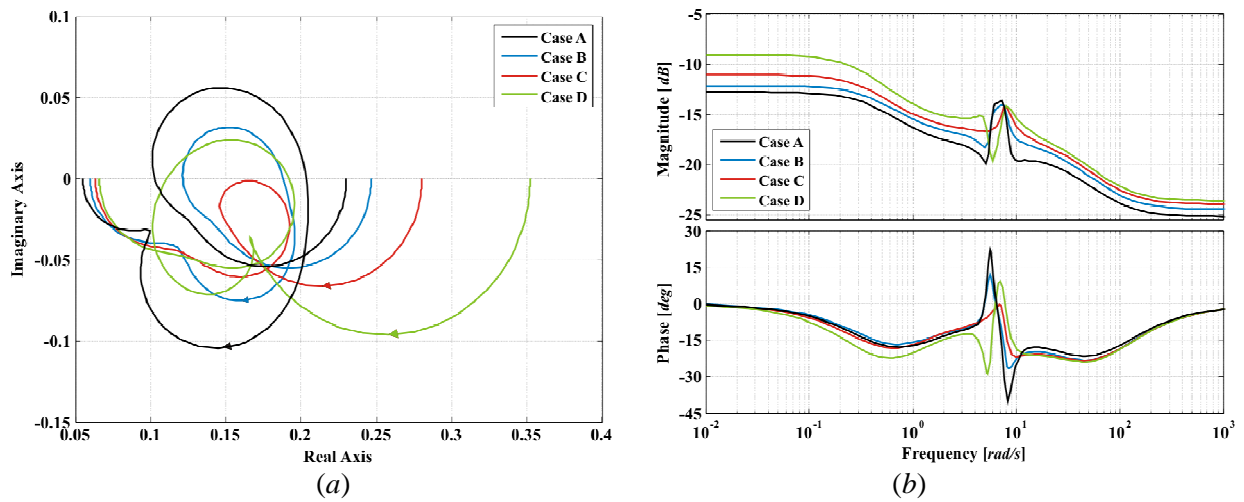 0.1
0.05
0
-0.05
-0.1
-0.15
Imaginary Axis
0.05
0.1
0.15
0.2
0.25
0.3
0.35
0.4
Real Axis
Case A
Case B
Case C
Case D
(a)
-5
-10
-15
-20
-25
Magnitude [dB]
Case A
Case B
Case C
Case D
30
15
0
-15
-30
-45
Phase [deg]
10^-2
10^-1
10^0
10^1
10^2
10^3
Frequency [rad/s]
(b)